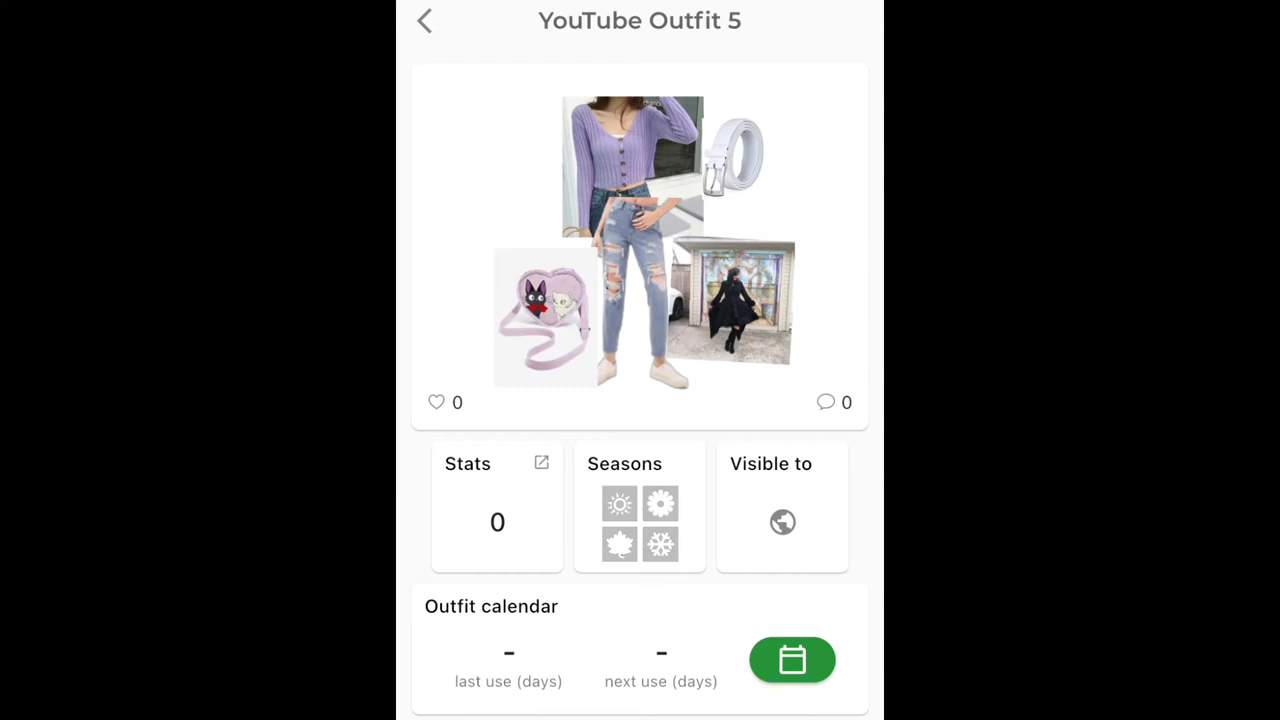 YouTube Outfit 5
0
0
Stats
Seasons
Visible to
0
Outfit calendar
- -
last use (days) next use (days)